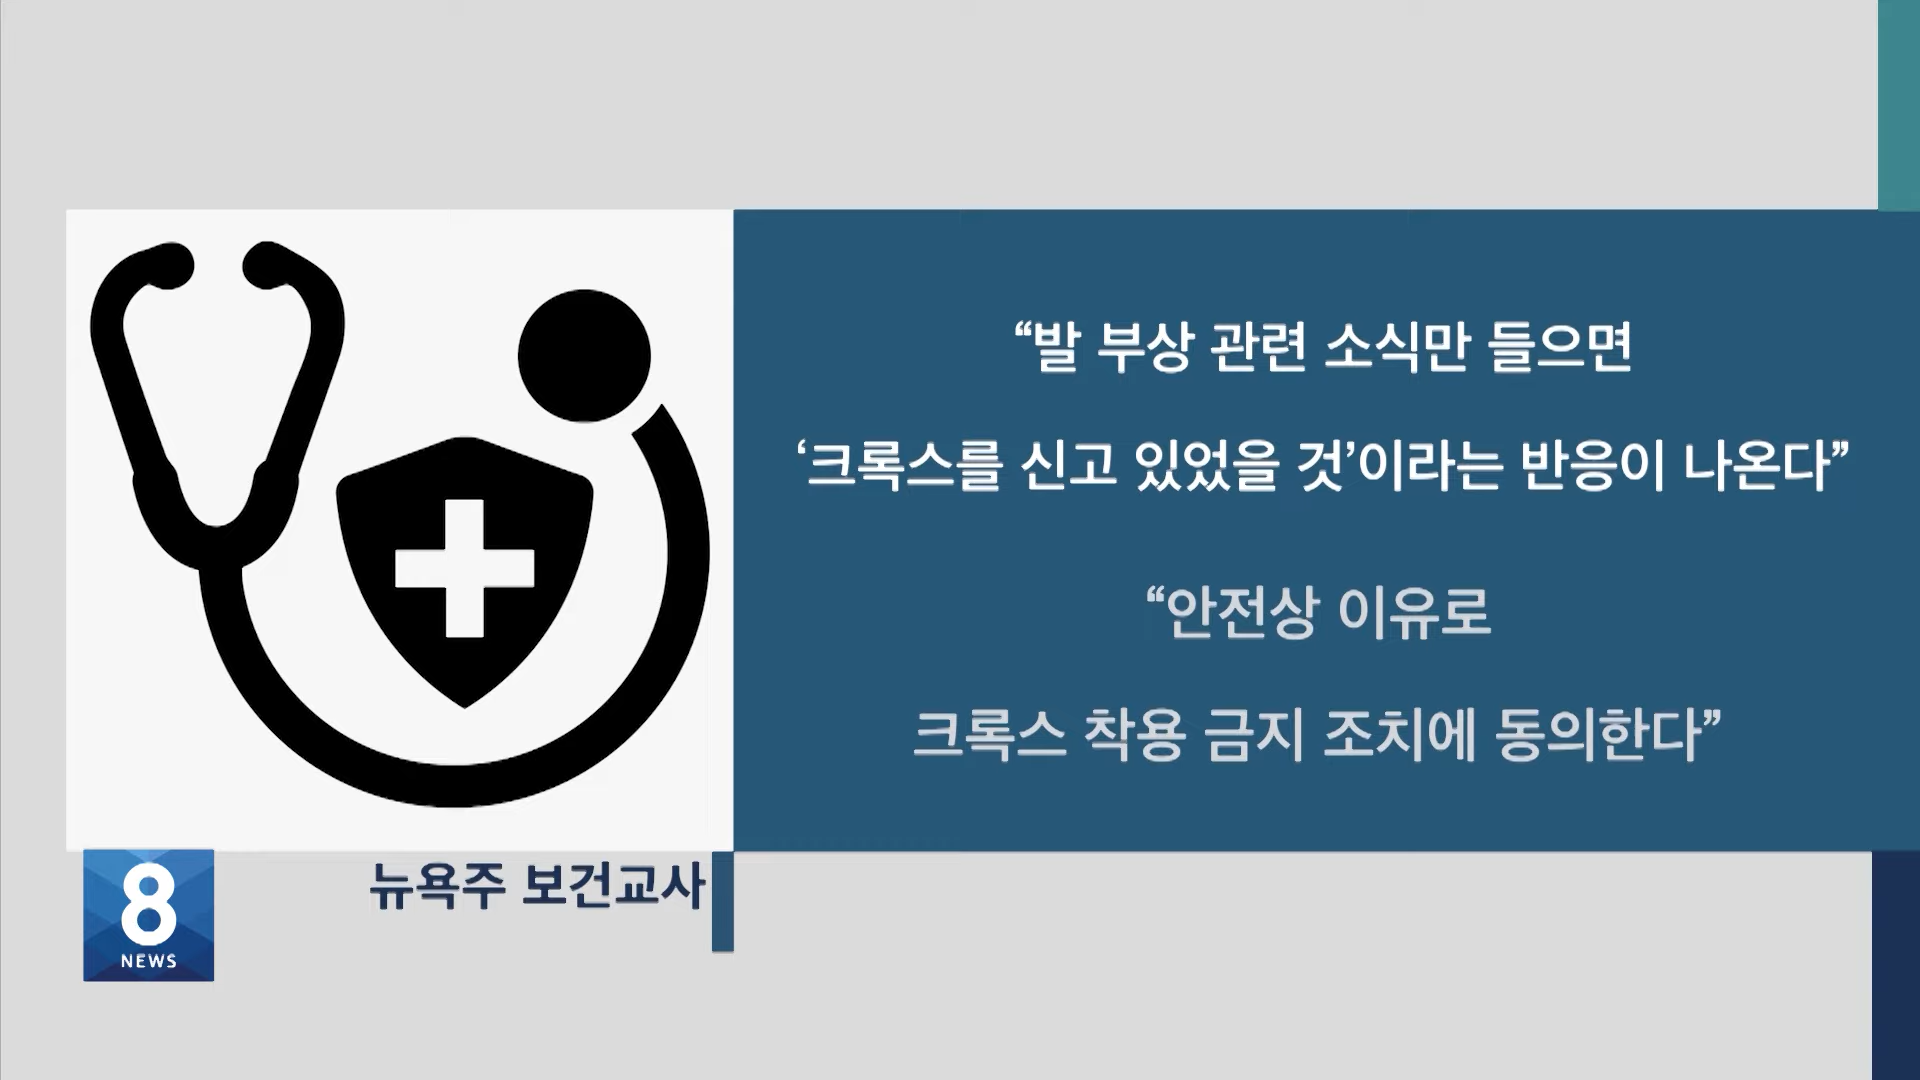 “발 부상 관련 소식만 들으면
‘크록스를 신고 있었을 것’이라는 반응이 나온다”
“안전상 이유로
크록스 착용 금지 조치에 동의한다”
뉴욕주 보건교사
8
NEWS